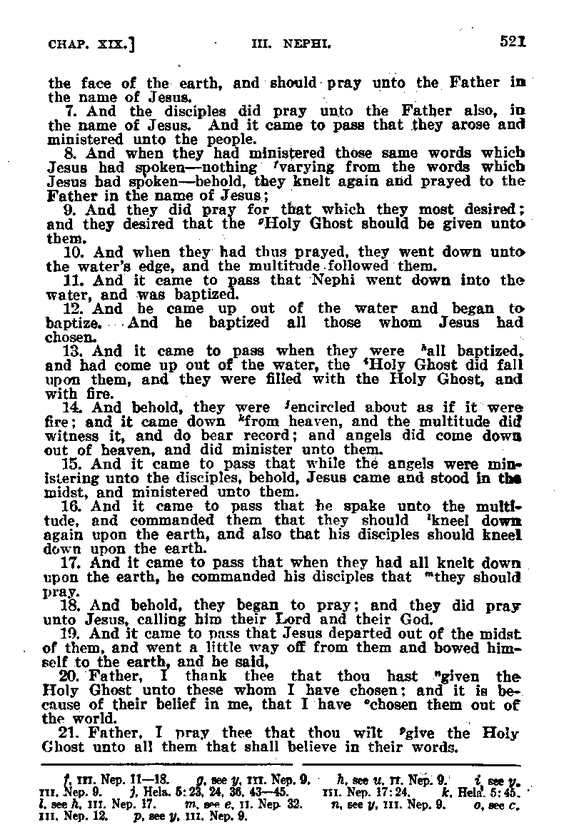 CHAP. XIX.] III. NEPHI. 521
the face of the earth, and should pray unto the Father in
the name of Jesus.
7. And the disciples did pray unto the Father also, in
the name of Jesus. And it came to pass that they arose and
ministered unto the people.
8. And when they had ministered those same words which
Jesus had spoken—nothing fvarying from the words which
Jesus had spoken—behold, they knelt again and prayed to the
Father in the name of Jesus;
9. And they did pray for that which they most desired;
and they desired that the gHoly Ghost should be given unto
them.
10. And when they had thus prayed, they went down unto
the water's edge, and the multitude followed them.
11. And it came to pass that Nephi went down into the
water, and was baptized.
12. And he came up out of the water and began to
baptize. And he baptized all those whom Jesus had
chosen.
13. And it came to pass when they were hall baptized,
and had come up out of the water, the iHoly Ghost did fall
upon them, and they were filled with the Holy Ghost, and
with fire.
14. And behold, they were jencircled about as if it were
fire; and it came down kfrom heaven, and the multitude did
witness it, and do bear record; and angels did come down
out of heaven, and did minister unto them.
15. And it came to pass that while the angels were min-
istering unto the disciples, behold, Jesus came and stood in the
midst, and ministered unto them.
16. And it came to pass that he spake unto the multi-
tude, and commanded them that they should lkneel down
again upon the earth, and also that his disciples should kneel
down upon the earth.
17. And it came to pass that when they had all knelt down
upon the earth, he commanded his disciples that mthey should
pray.
18. And behold, they began to pray; and they did pray
unto Jesus, calling him their Lord and their God.
19. And it came to pass that Jesus departed out of the midst
of them, and went a little way off from them and bowed him-
self to the earth, and he said,
20. Father, I thank thee that thou hast ngiven the
Holy Ghost unto these whom I have chosen; and it is be-
cause of their belief in me, that I have ochosen them out of
the world.
21. Father, I pray thee that thou wilt pgive the Holy
Ghost unto all them that shall believe in their words.
f, III. Nep. 11—18. g, see y, III. Nep. 9. h, see u, II. Nep. 9. i, see y,
III. Nep. 9. j, Hela. 5: 23, 24, 36, 43—45. III. Nep. 17: 24. k, Hela. 5: 45.
l, see h, III. Nep. 17. m, see e, II. Nep. 32. n, see y, III. Nep. 9. o, see c,
III. Nep. 12. p, see y, III. Nep. 9.